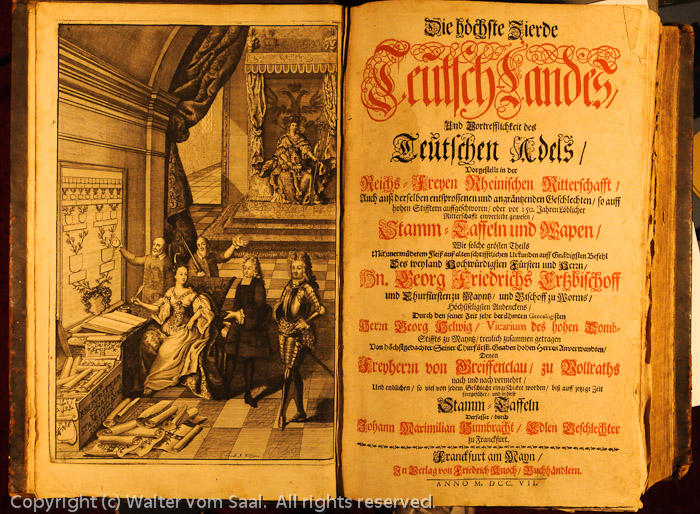 Die höchste Zierde
Teutsch-Landes/
Und Vortrefflichkeit des
Teutschen Adels/
Vorgestellt in der
Reichs-Freyen Rheinischen Ritterschafft/
Auch auß derselben entsprossenen und angräntzenden Geschlechten/ so auff
hohen Stifftern auffgeschworen/ oder vor 150. Jahren Löblicher
Ritterschafft einverleibt gewesen/
Stamm-Taffeln und Wapen/
Wie solche größten Theils
Mit unermüdetem Fleiß auß alten schrifftlichen Urkunden auff Gnädigsten Befehl
Des weyland Hochwürdigsten Fürsten und Herrn/
Hn. Georg Friedrichs Ertzbischoff
und Churfürsten zu Mayntz/ und Bischoff zu Worms/
Höchstseligsten Andenckens/
Durch den seiner Zeit sehr berühmten Genealogisten
Herrn Georg Helwig/ Vicarium des hohen Domb-
Stiffts zu Mayntz/ treulich zusammen getragen
Von höchstgedachter Seiner Churfürstl. Gnaden hohen Herren Anverwandten/
Denen
Freyherrn von Greiffenclau/ zu Vollraths
nach und nach vermehrt/
Und endlichen/ so viel von jedem Geschlecht eingeschicket worden/ biß auff jetzige Zeit
fortgeführet/ und in diese
Stamm-Taffeln
Verfasset/ durch
Johann Maximilian Humbracht/ Edlen Geschlechter
zu Franckfurt.
Franckfurt am Mayn/
In Verlag von Friedrich Knoch/ Buchhändlern.
ANNO M. DCC. VII.
Copyright (c) Walter vom Saal. All rights reserved.